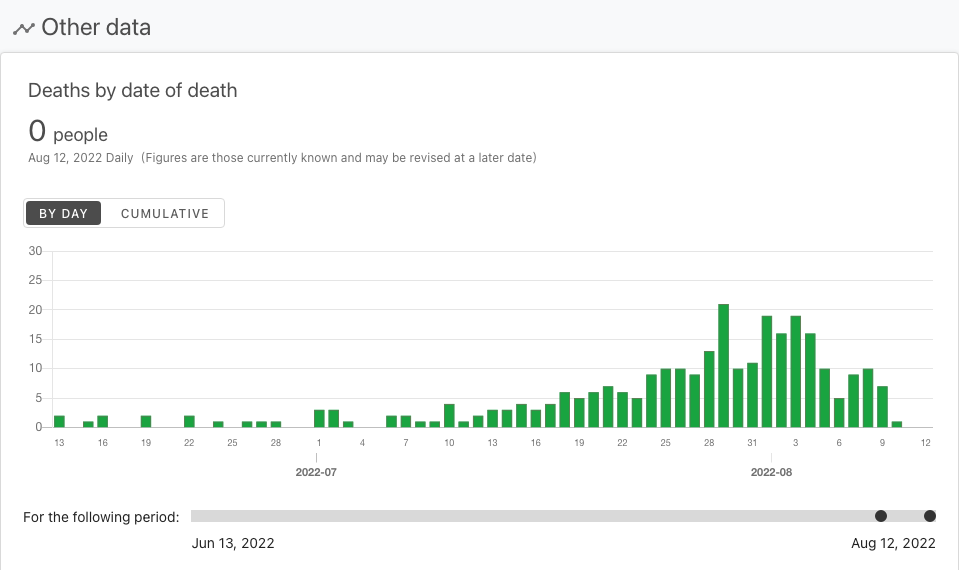 Other data
Deaths by date of death
0 people
Aug 12, 2022 Daily (Figures are those currently known and may be revised at a later date)
BY DAY CUMULATIVE
30
25
20
15
10
5
0
13 16 19 22 25 28 1 4 7 10 13 16 19 22 25 28 31 3 6 9 12
2022-07 2022-08
For the following period:
Jun 13, 2022 Aug 12, 2022